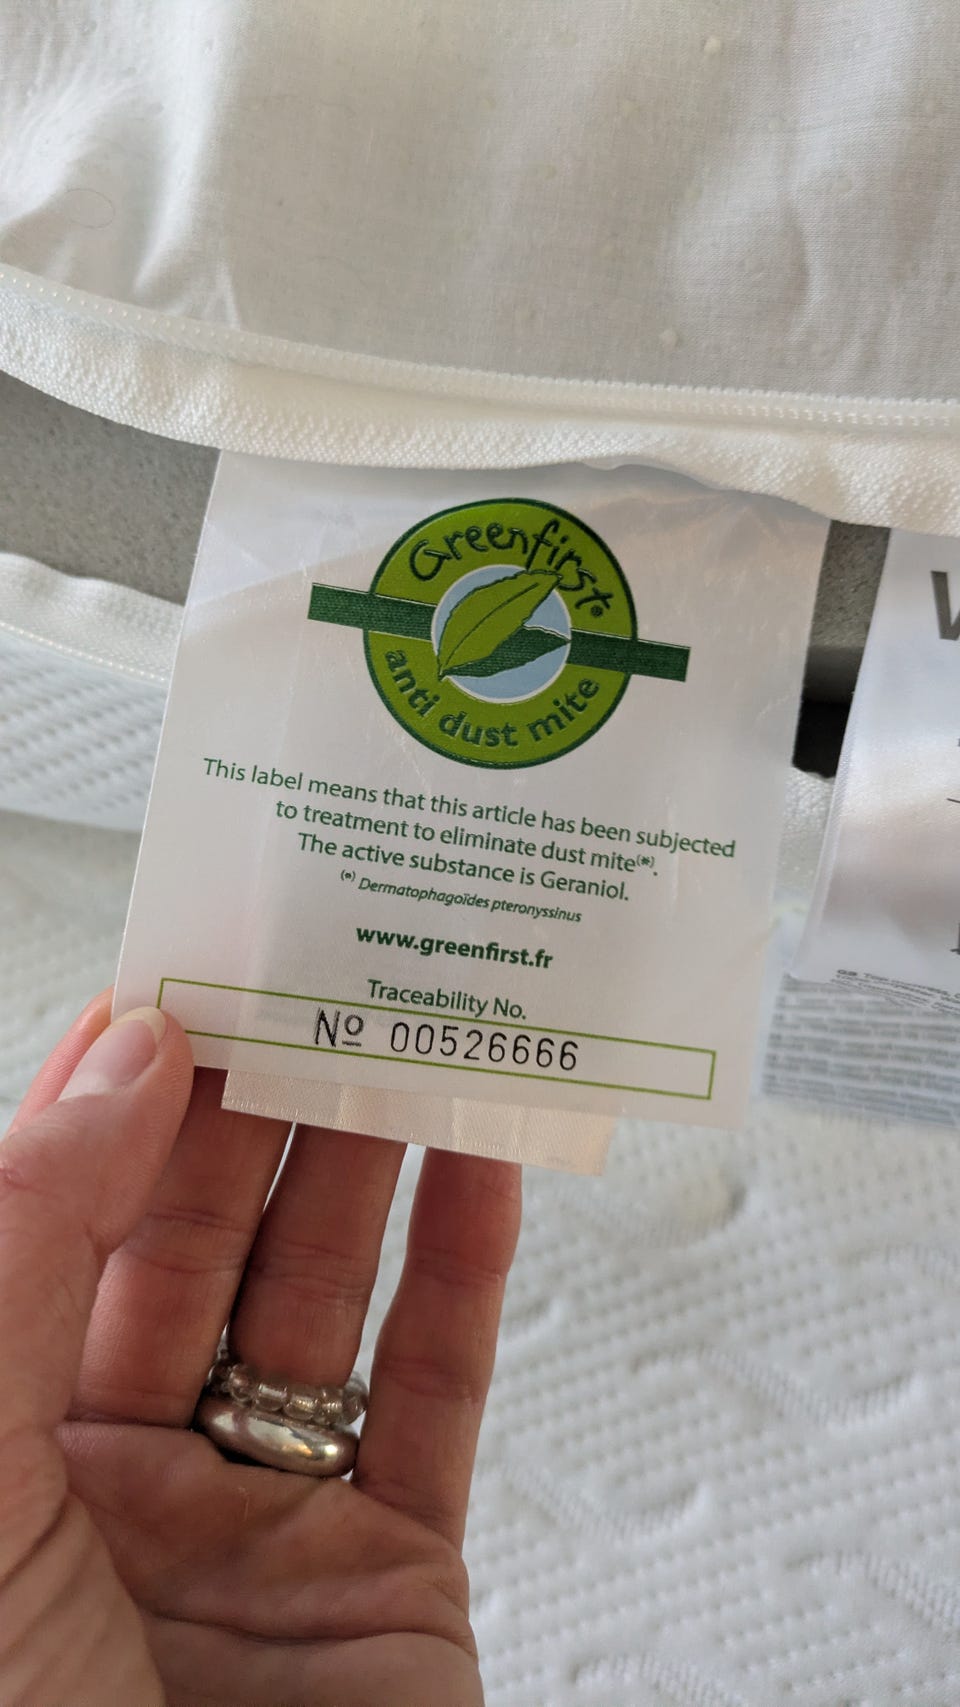 Greenfirst®
anti dust mite
This label means that this article has been subjected
to treatment to eliminate dust mite(*).
The active substance is Geraniol.
(*) Dermatophagoïdes pteronyssinus
www.greenfirst.fr
Traceability No.
Nº 00526666